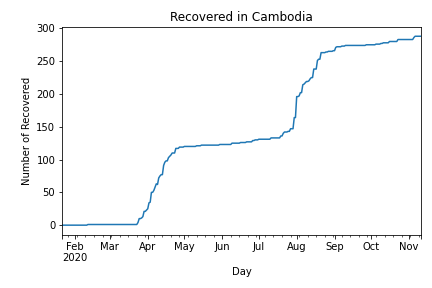 Recovered in Cambodia
Number of Recovered
300
250
200
150
100
50
0
Feb Mar Apr May Jun Jul Aug Sep Oct Nov
2020
Day